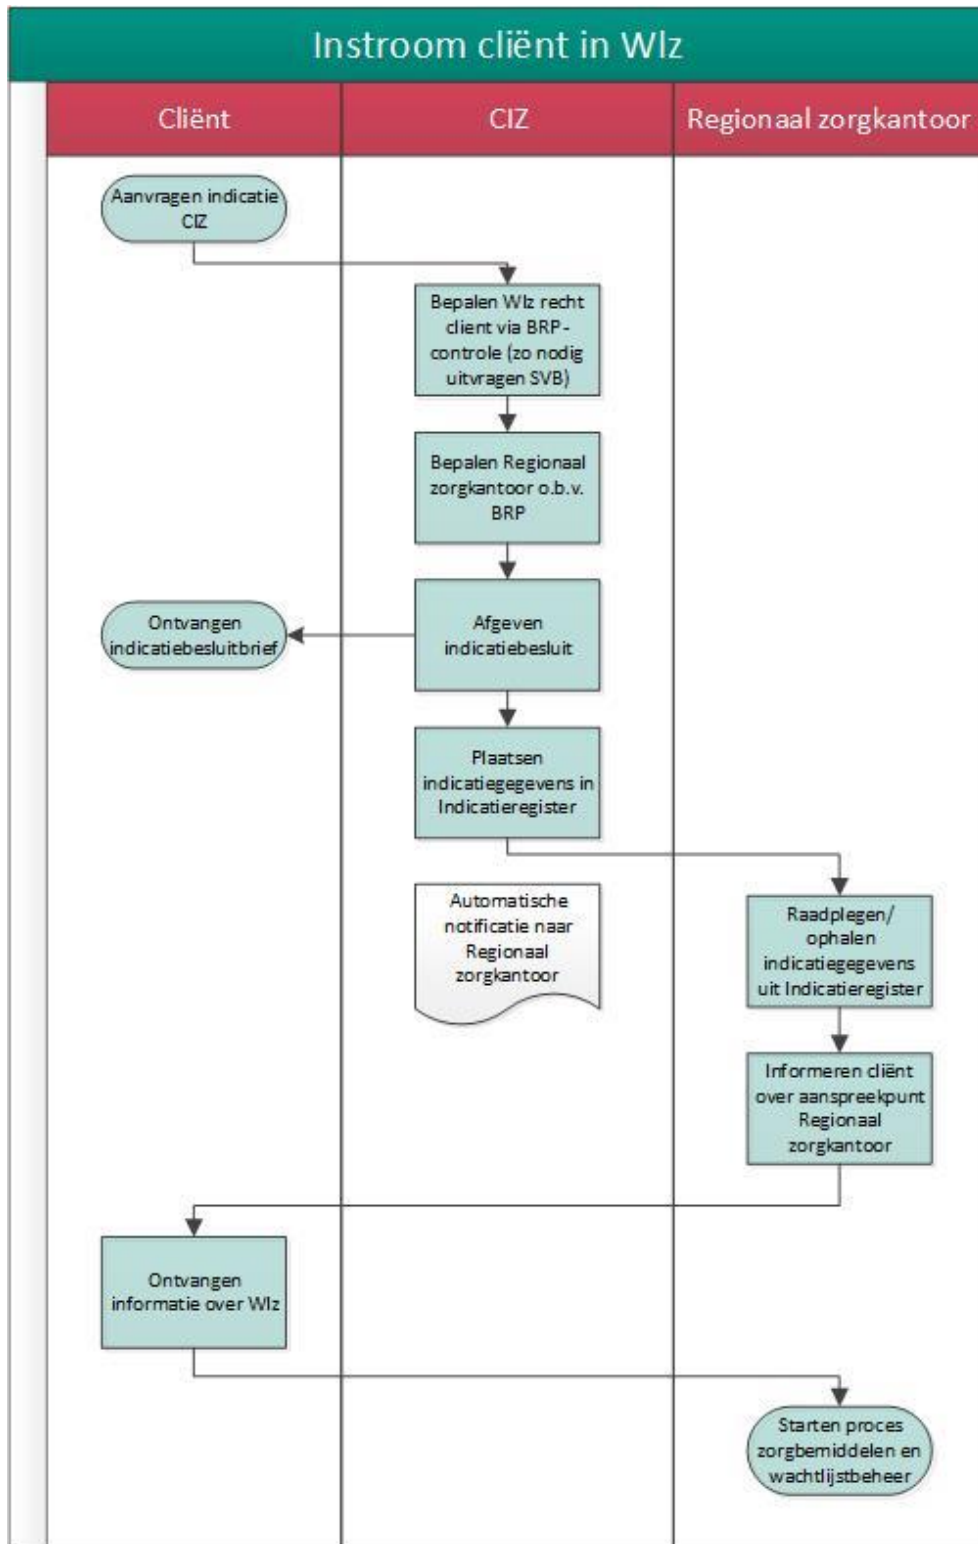 Instroom cliënt in Wlz
Cliënt
CIZ
Regionaal zorgkantoor
Aanvragen indicatie
CIZ
Bepalen Wlz recht
client via BRP-
controle (zo nodig
uitvragen SVB)
Bepalen Regionaal
zorgkantoor o.b.v.
BRP
Afgeven
indicatiebesluit
Ontvangen
indicatiebesluitbrief
Plaatsen
indicatiegegevens in
Indicatieregister
Automatische
notificatie naar
Regionaal
zorgkantoor
Raadplegen/
ophalen
indicatiegegevens
uit Indicatieregister
Informeren cliënt
over aanspreekpunt
Regionaal
zorgkantoor
Ontvangen
informatie over Wlz
Starten proces
zorgbemiddelen en
wachtlijstbeheer